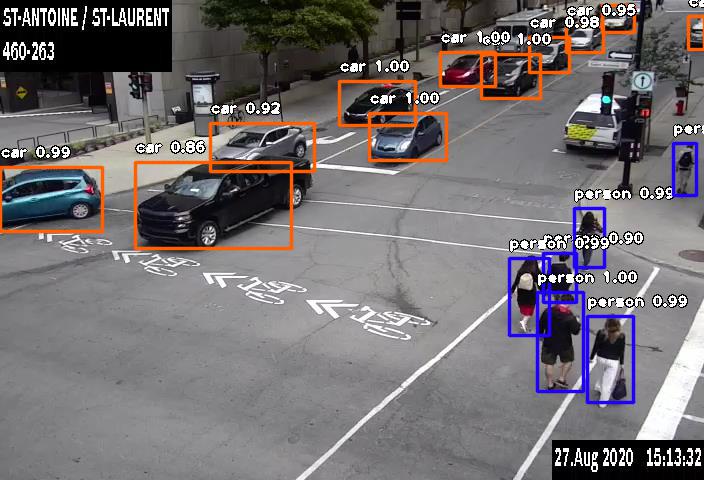 ST-ANTOINE / ST-LAURENT
460-263
car 0.95
car 0.98
car 1.00
1.00
car 1.00
car 1.00
car 0.92
car 0.86
car 0.99
pers
person 0.99
person 0.99
0.90
person 1.00
person 0.99
27.Aug 2020 15:13:32